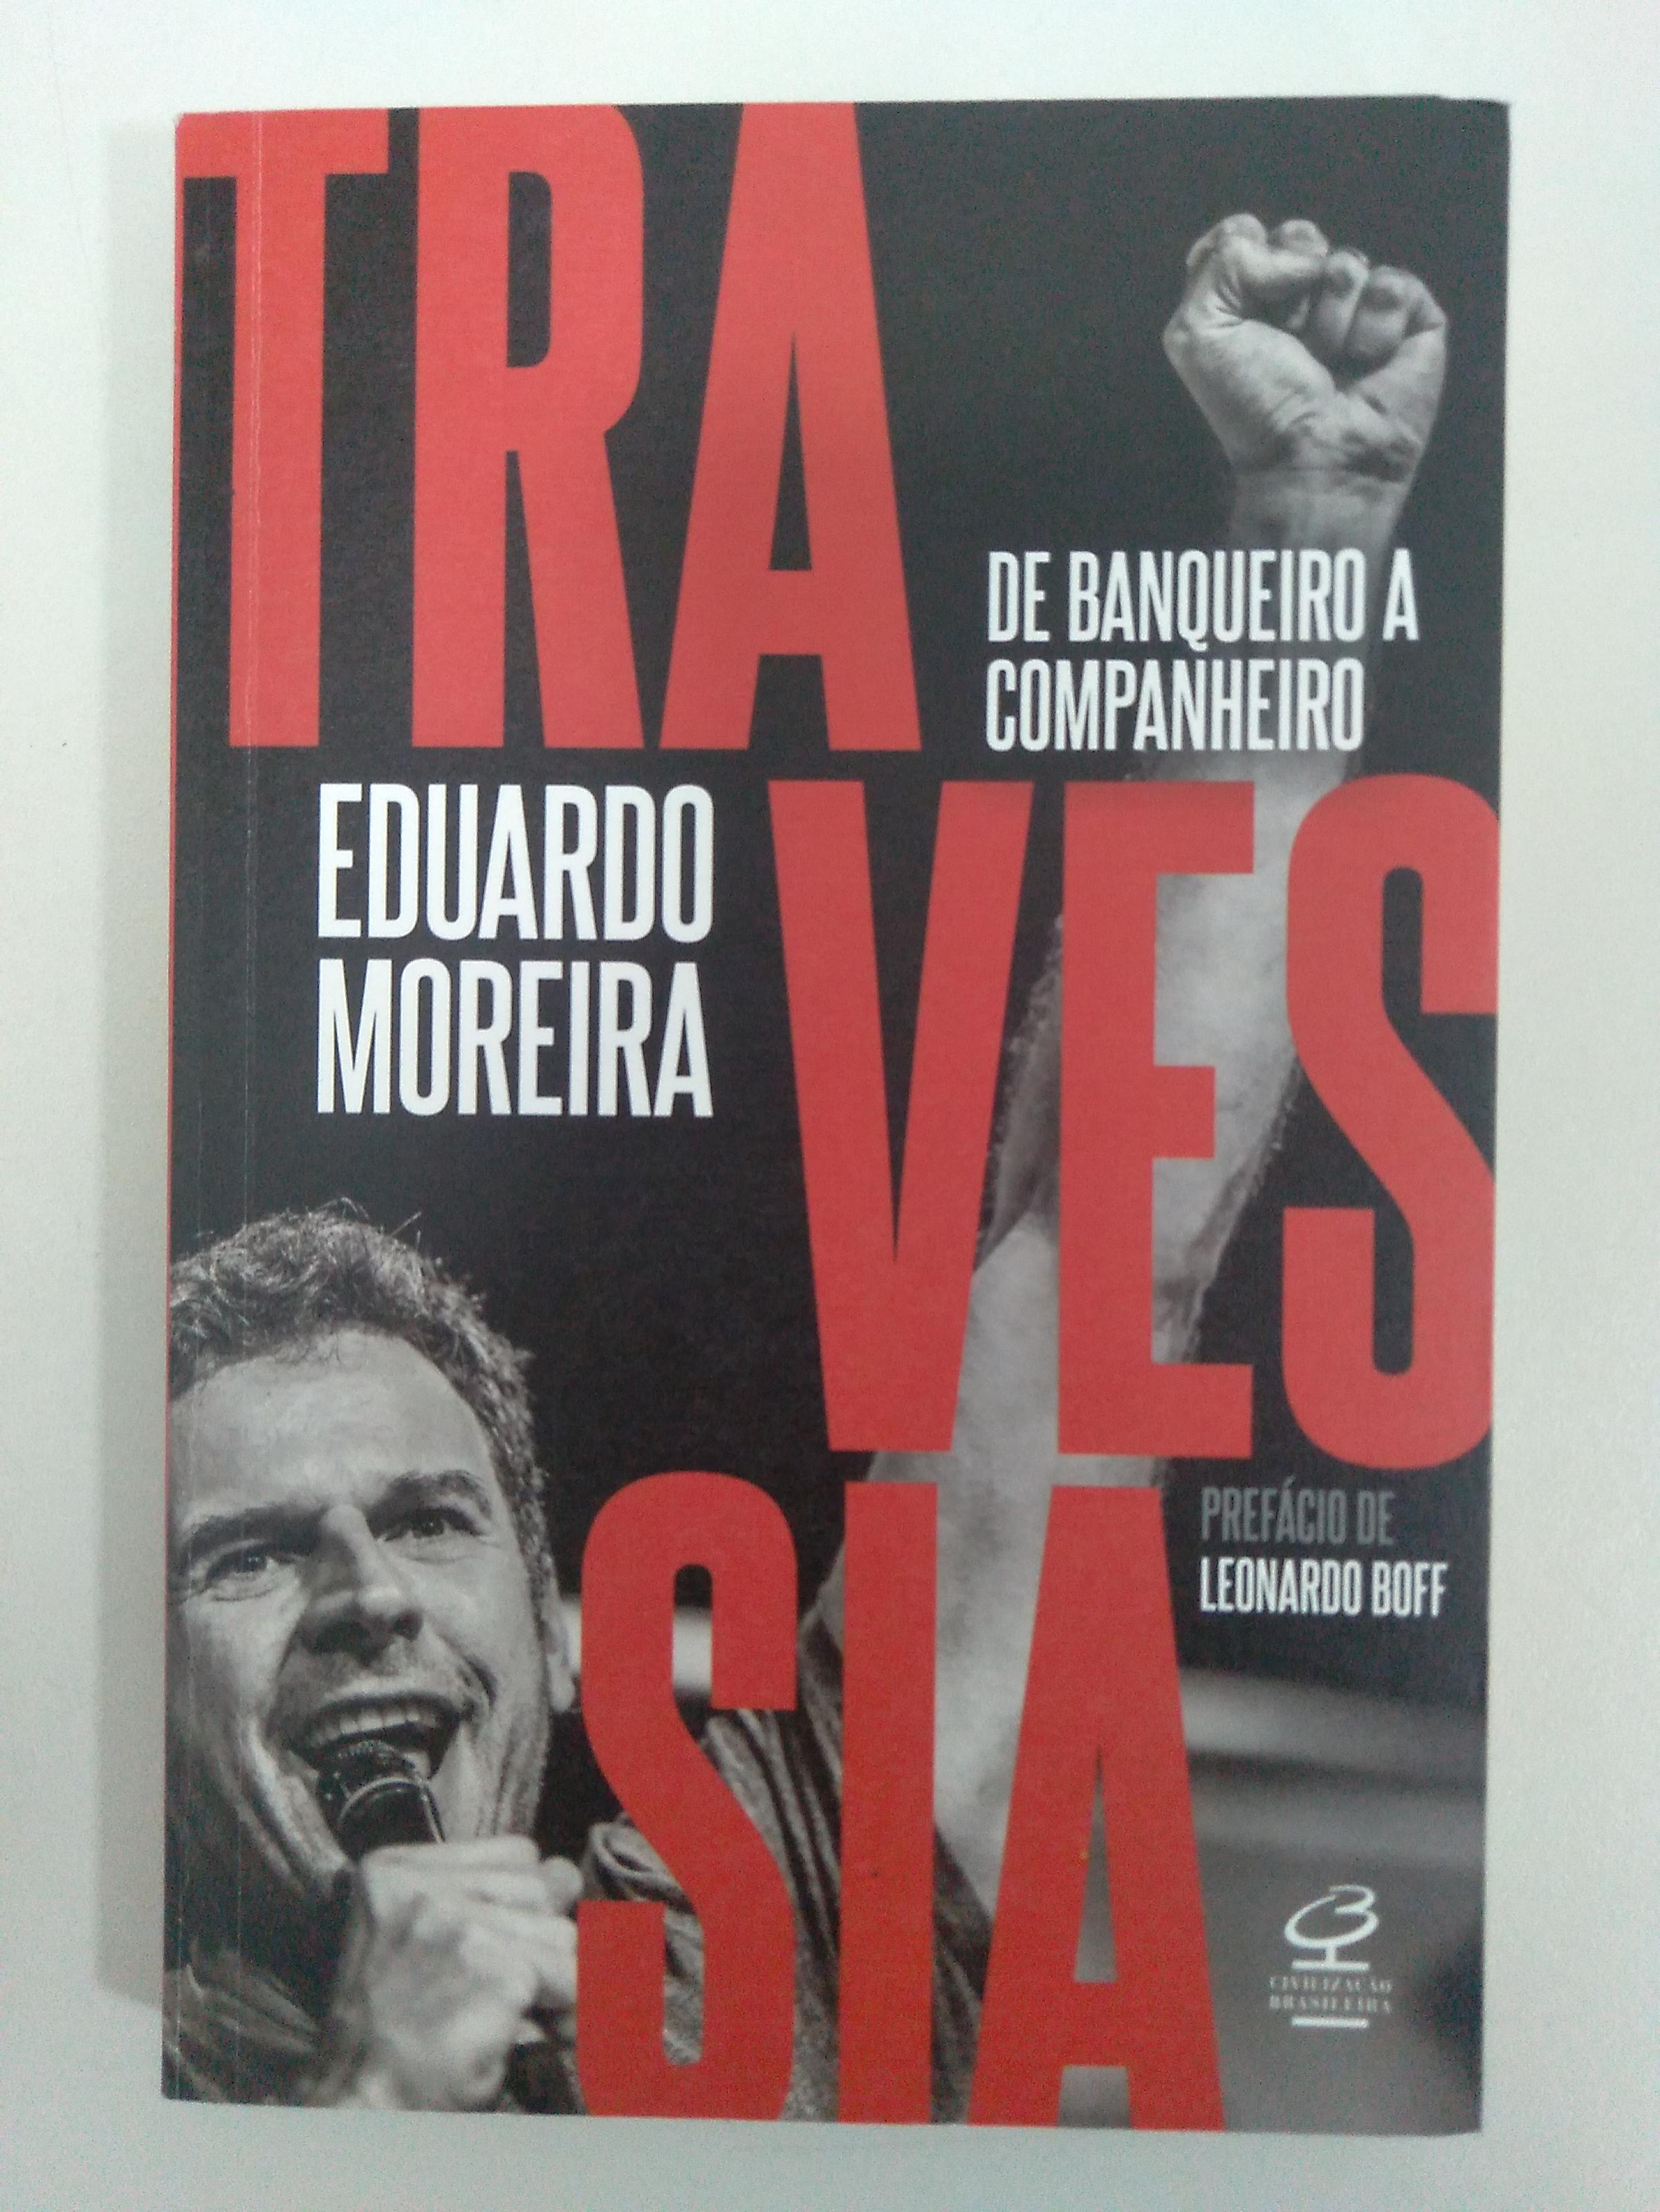 TRA
DE BANQUEIRO A
COMPANHEIRO
EDUARDO
MOREIRA
VES
SIA
PREFÁCIO DE
LEONARDO BOFF
CIVILIZAÇÃO
BRASILEIRA